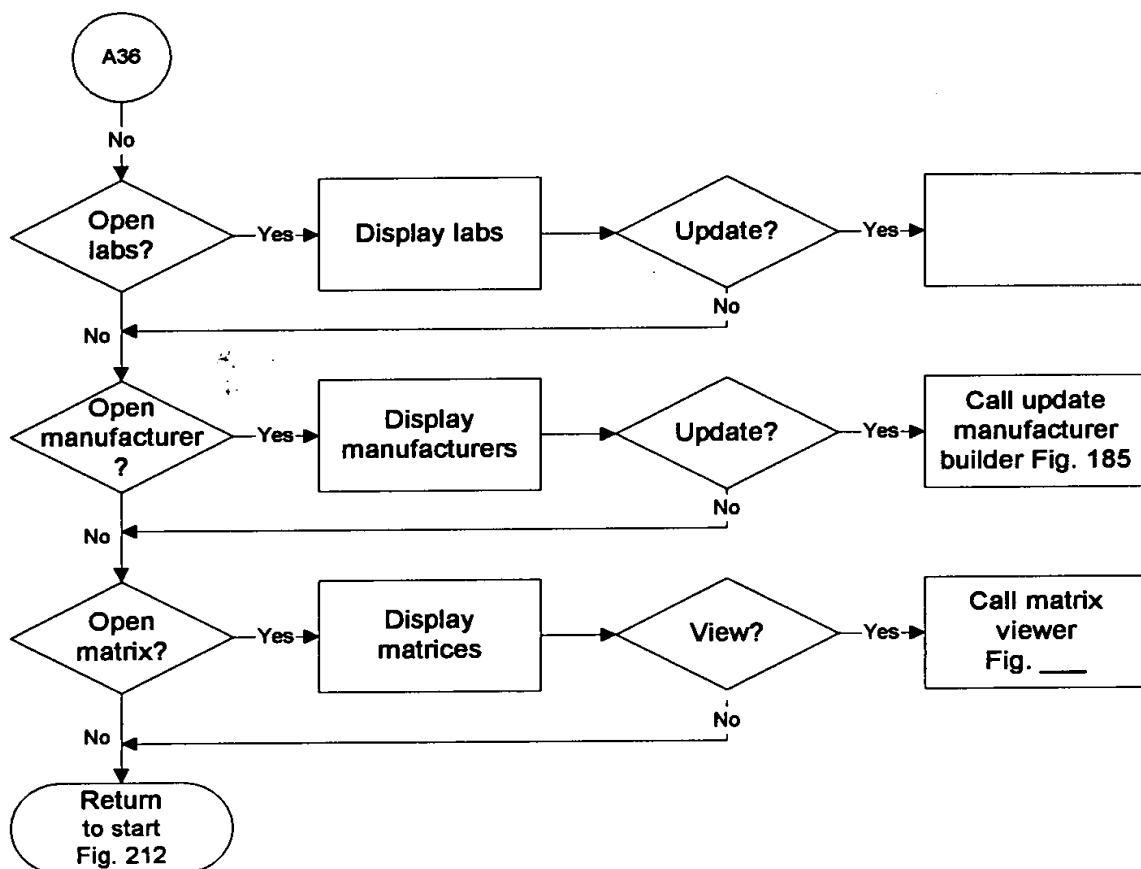 A36
No
Open
labs?
Yes
Display labs
Update?
Yes
No
No
Open
manufacturer
?
Yes
Display
manufacturers
Update?
Yes
Call update
manufacturer
builder Fig. 185
No
No
Open
matrix?
Yes
Display
matrices
View?
Yes
Call matrix
viewer
Fig. ___
No
No
Return
to start
Fig. 212